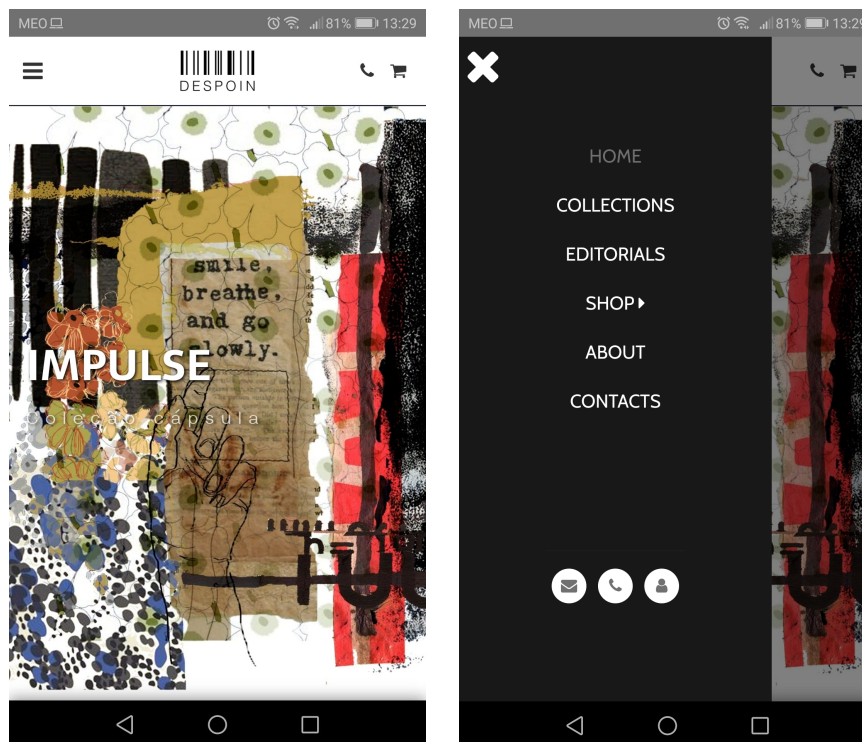 MEO 81% 13:29
DESPOIN
smile,
breathe,
and go
slowly.
IMPULSE
Coleção cápsula
MEO 81% 13:29
HOME
COLLECTIONS
EDITORIALS
SHOP
ABOUT
CONTACTS